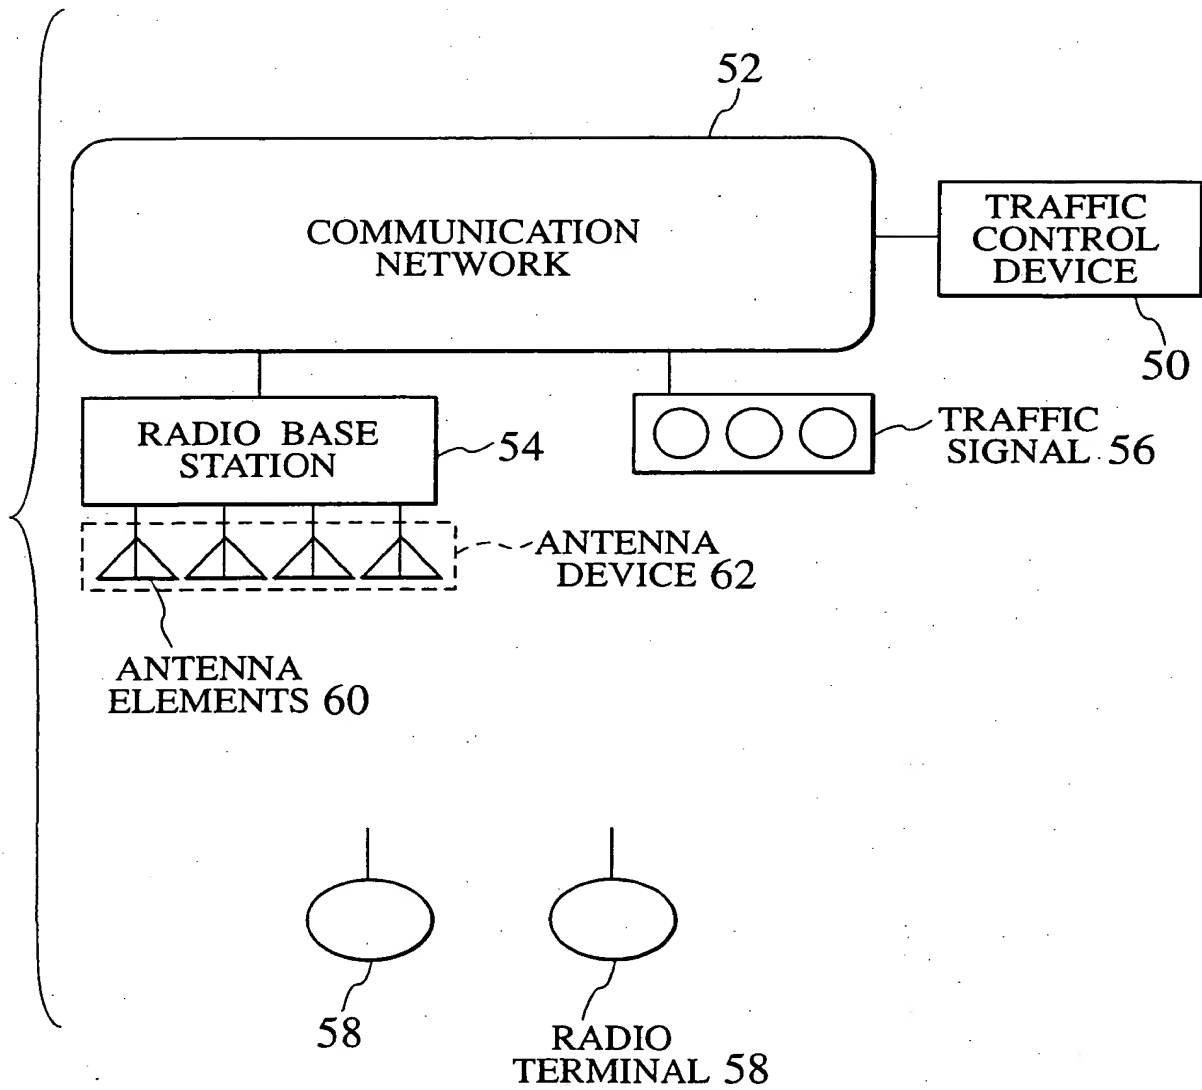 52
COMMUNICATION
NETWORK
TRAFFIC
CONTROL
DEVICE
50
RADIO BASE
STATION
54
TRAFFIC
SIGNAL 56
ANTENNA
DEVICE 62
ANTENNA
ELEMENTS 60
58
RADIO
TERMINAL 58